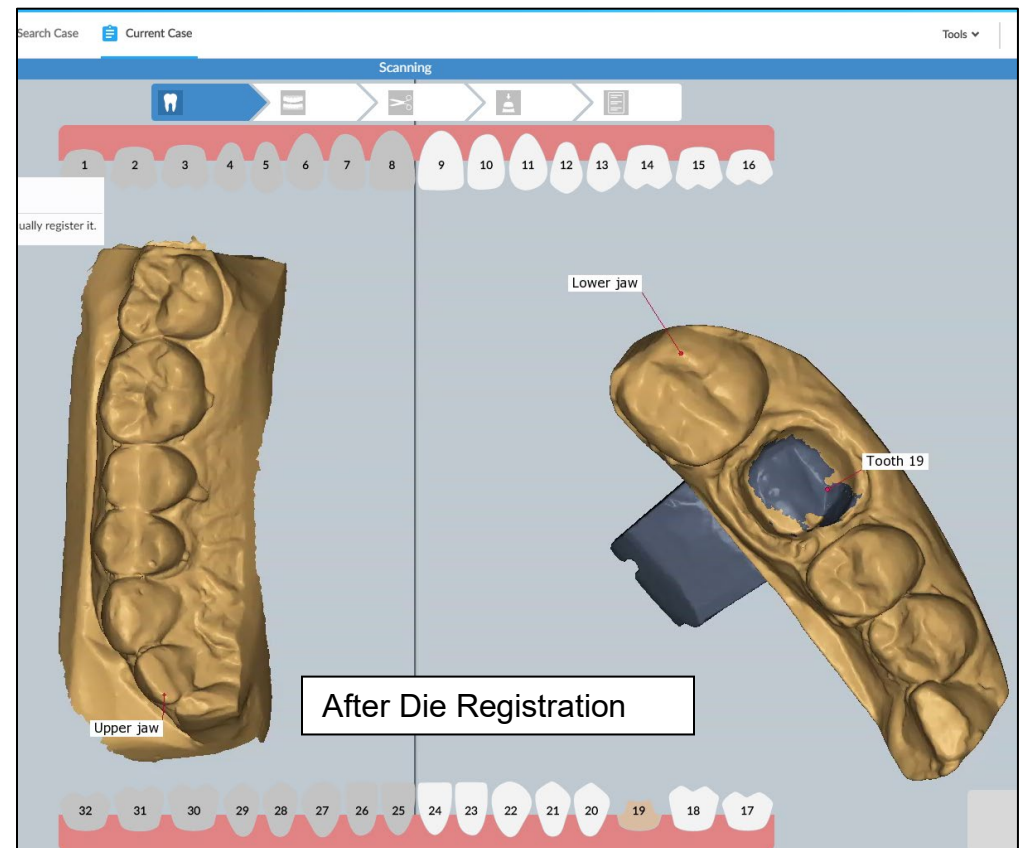 Search Case Current Case Tools
Scanning
1 2 3 4 5 6 7 8 9 10 11 12 13 14 15 16
ually register it.
Lower jaw
Tooth 19
After Die Registration
Upper jaw
32 31 30 29 28 27 26 25 24 23 22 21 20 19 18 17